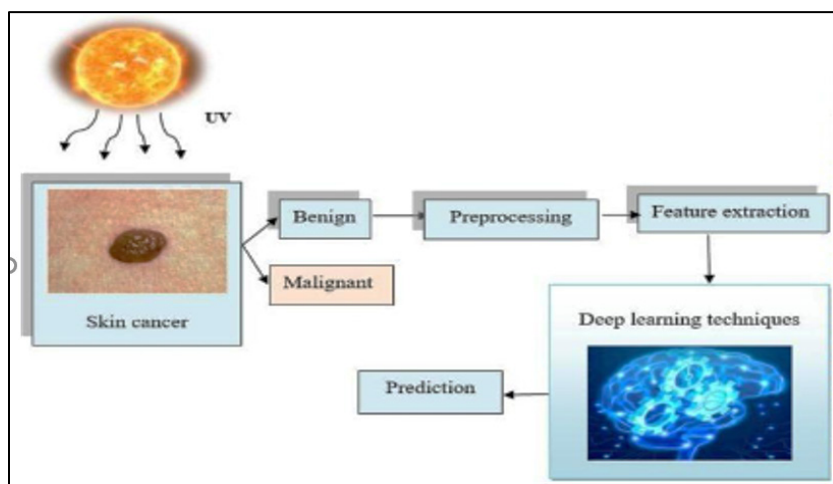 UV
Skin cancer
Benign
Malignant
Preprocessing
Feature extraction
Deep learning techniques
Prediction